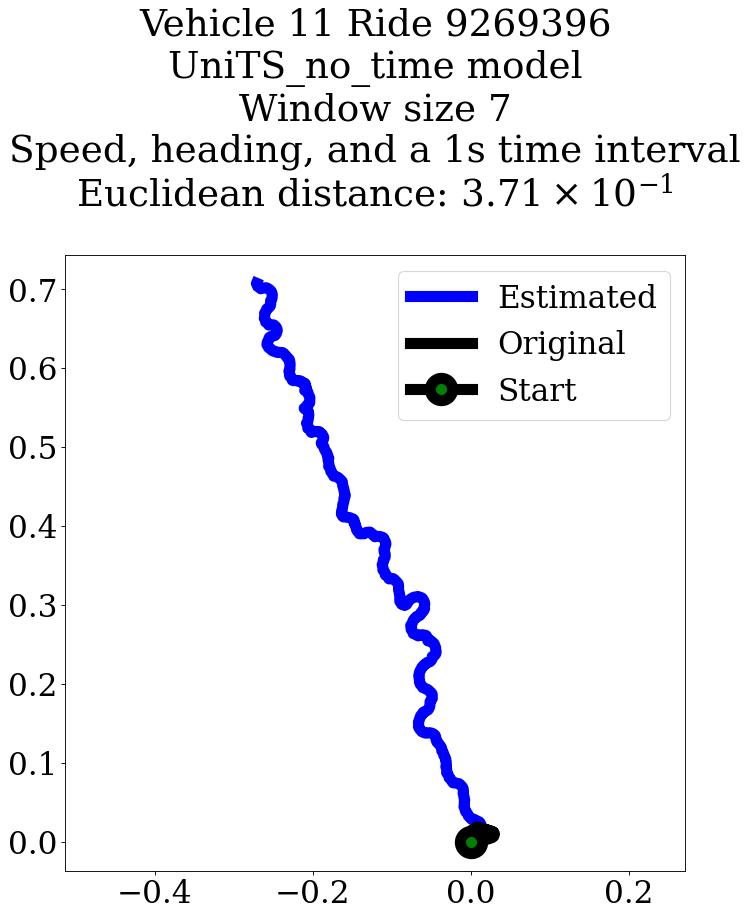 Vehicle 11 Ride 9269396
UniTS_no_time model
Window size 7
Speed, heading, and a 1s time interval
Euclidean distance: 3.71 × 10⁻¹
Estimated
Original
Start
0.7
0.6
0.5
0.4
0.3
0.2
0.1
0.0
−0.4
−0.2
0.0
0.2